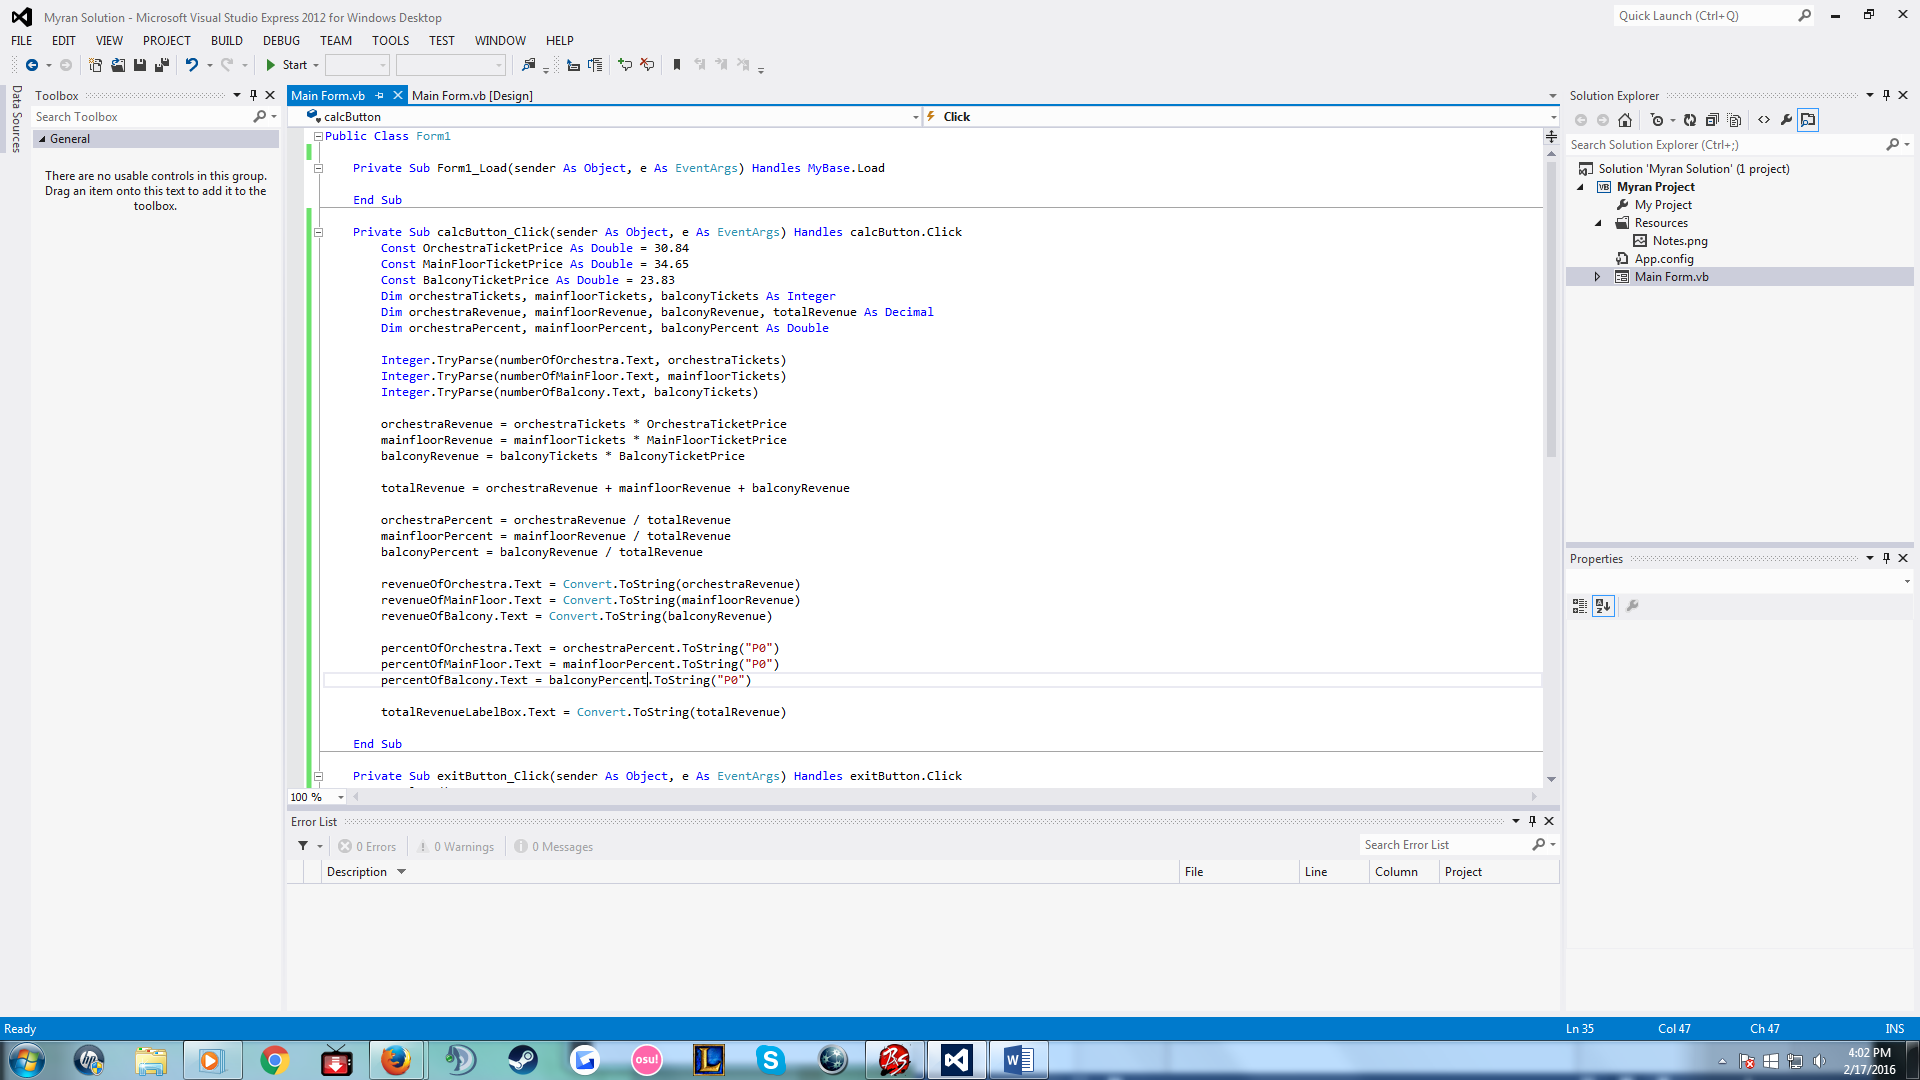 Myran Solution - Microsoft Visual Studio Express 2012 for Windows Desktop
Quick Launch (Ctrl+Q)
FILE EDIT VIEW PROJECT BUILD DEBUG TEAM TOOLS TEST WINDOW HELP
Start
Data Sources
Toolbox
Search Toolbox
General
There are no usable controls in this group.
Drag an item onto this text to add it to the
toolbox.
Main Form.vb
Main Form.vb [Design]
calcButton
Click
Public Class Form1
Private Sub Form1_Load(sender As Object, e As EventArgs) Handles MyBase.Load
End Sub
Private Sub calcButton_Click(sender As Object, e As EventArgs) Handles calcButton.Click
Const OrchestraTicketPrice As Double = 30.84
Const MainFloorTicketPrice As Double = 34.65
Const BalconyTicketPrice As Double = 23.83
Dim orchestraTickets, mainfloorTickets, balconyTickets As Integer
Dim orchestraRevenue, mainfloorRevenue, balconyRevenue, totalRevenue As Decimal
Dim orchestraPercent, mainfloorPercent, balconyPercent As Double
Integer.TryParse(numberOfOrchestra.Text, orchestraTickets)
Integer.TryParse(numberOfMainFloor.Text, mainfloorTickets)
Integer.TryParse(numberOfBalcony.Text, balconyTickets)
orchestraRevenue = orchestraTickets * OrchestraTicketPrice
mainfloorRevenue = mainfloorTickets * MainFloorTicketPrice
balconyRevenue = balconyTickets * BalconyTicketPrice
totalRevenue = orchestraRevenue + mainfloorRevenue + balconyRevenue
orchestraPercent = orchestraRevenue / totalRevenue
mainfloorPercent = mainfloorRevenue / totalRevenue
balconyPercent = balconyRevenue / totalRevenue
revenueOfOrchestra.Text = Convert.ToString(orchestraRevenue)
revenueOfMainFloor.Text = Convert.ToString(mainfloorRevenue)
revenueOfBalcony.Text = Convert.ToString(balconyRevenue)
percentOfOrchestra.Text = orchestraPercent.ToString("P0")
percentOfMainFloor.Text = mainfloorPercent.ToString("P0")
percentOfBalcony.Text = balconyPercent.ToString("P0")
totalRevenueLabelBox.Text = Convert.ToString(totalRevenue)
End Sub
Private Sub exitButton_Click(sender As Object, e As EventArgs) Handles exitButton.Click
100 %
Error List
0 Errors 0 Warnings 0 Messages
Search Error List
Description File Line Column Project
Solution Explorer
Search Solution Explorer (Ctrl+;)
Solution 'Myran Solution' (1 project)
VB Myran Project
My Project
Resources
Notes.png
App.config
Main Form.vb
Properties
Ready
Ln 35 Col 47 Ch 47 INS
hp
osu!
L
S
BS
W
4:02 PM
2/17/2016